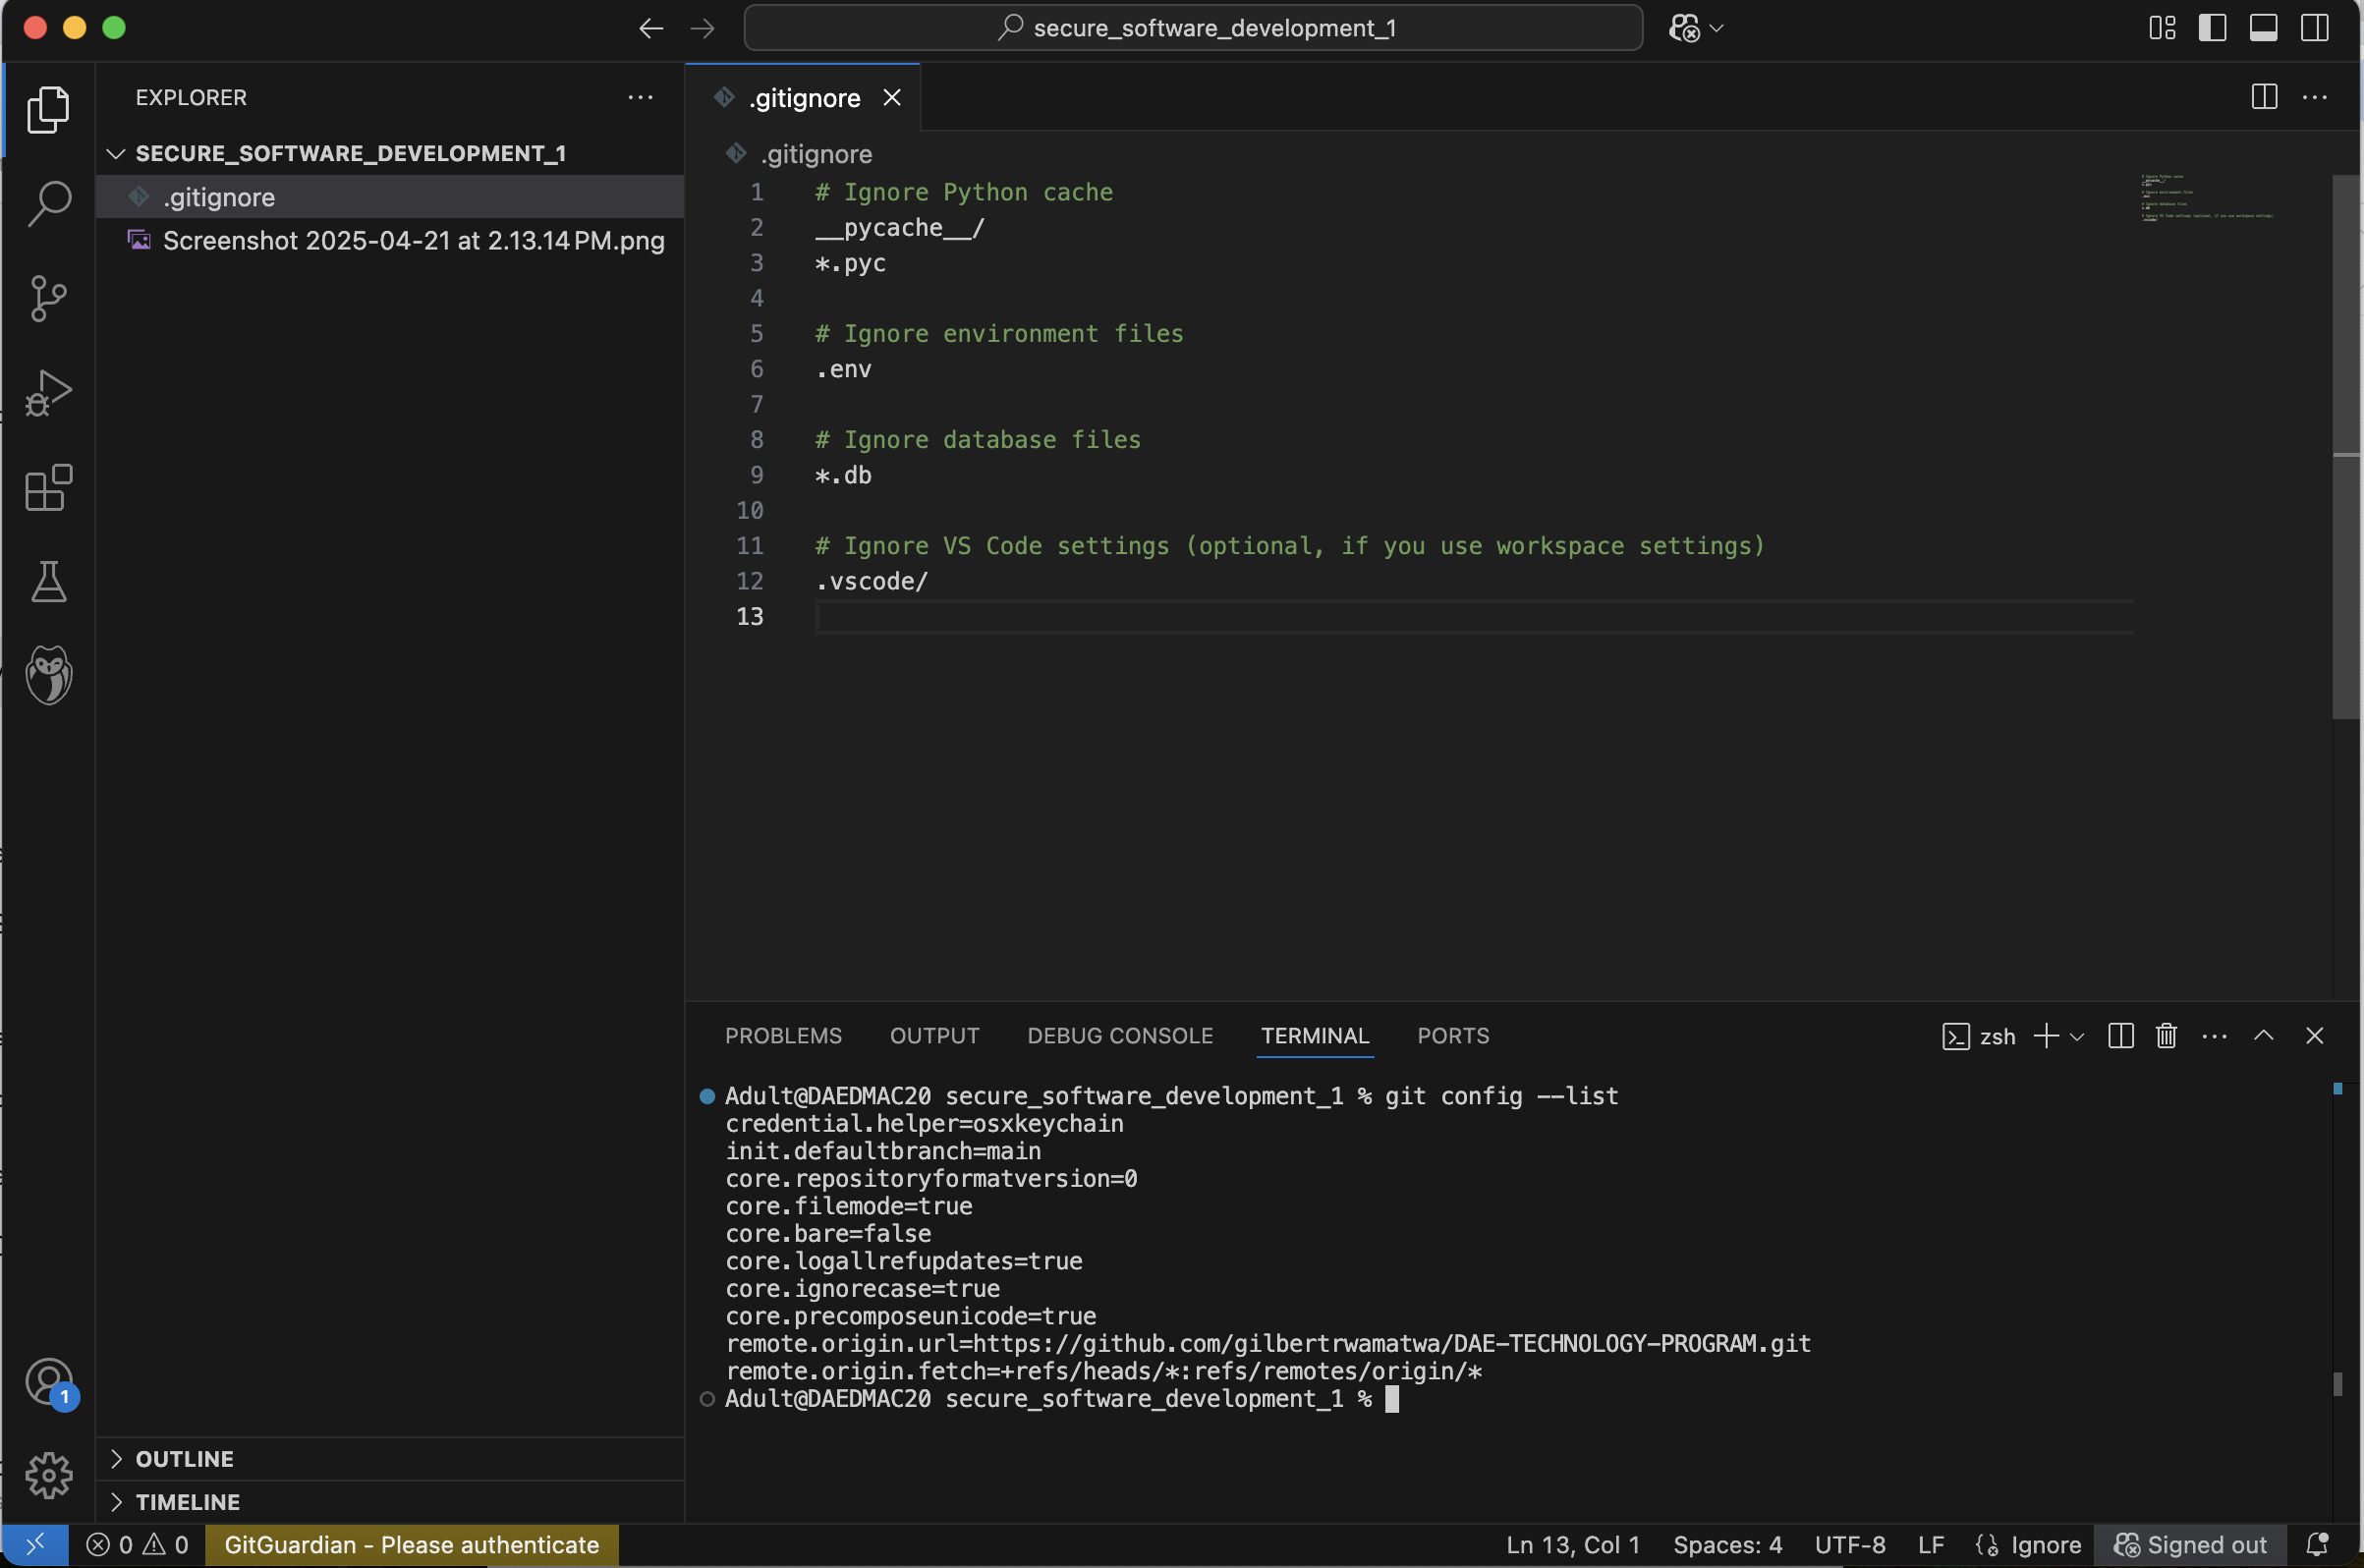 secure_software_development_1
EXPLORER
SECURE_SOFTWARE_DEVELOPMENT_1
.gitignore
Screenshot 2025-04-21 at 2.13.14 PM.png
.gitignore
.gitignore
1 # Ignore Python cache
2 __pycache__/
3 *.pyc
4
5 # Ignore environment files
6 .env
7
8 # Ignore database files
9 *.db
10
11 # Ignore VS Code settings (optional, if you use workspace settings)
12 .vscode/
13
PROBLEMS OUTPUT DEBUG CONSOLE TERMINAL PORTS zsh
Adult@DAEDMAC20 secure_software_development_1 % git config --list
credential.helper=osxkeychain
init.defaultbranch=main
core.repositoryformatversion=0
core.filemode=true
core.bare=false
core.logallrefupdates=true
core.ignorecase=true
core.precomposeunicode=true
remote.origin.url=https://github.com/gilbertrwamatwa/DAE-TECHNOLOGY-PROGRAM.git
remote.origin.fetch=+refs/heads/*:refs/remotes/origin/*
Adult@DAEDMAC20 secure_software_development_1 %
1
OUTLINE
TIMELINE
0 0 GitGuardian - Please authenticate Ln 13, Col 1 Spaces: 4 UTF-8 LF Ignore Signed out